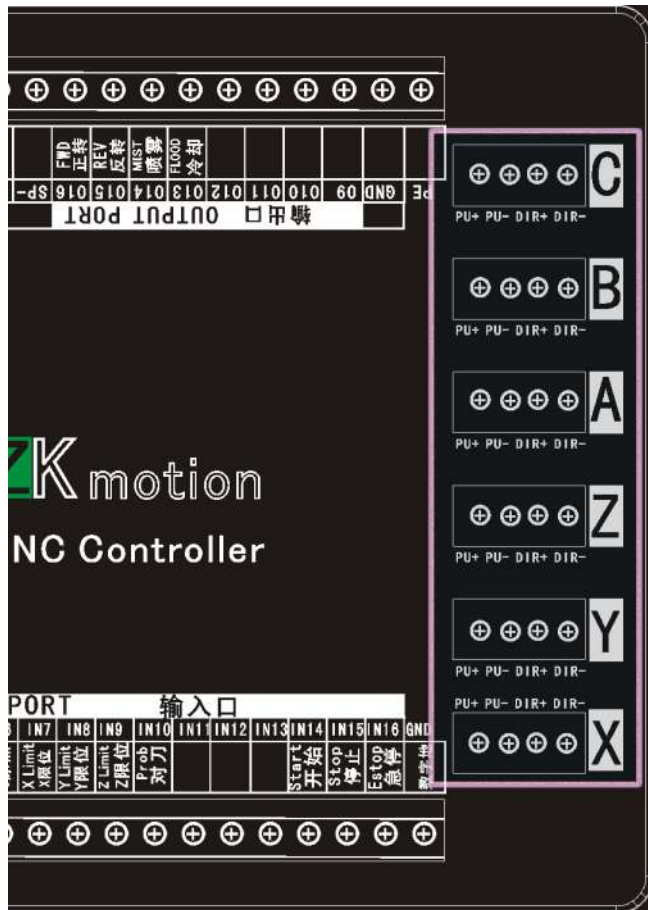 FWD
正转
REV
反转
MIST
喷雾
FLOOD
冷却
SP- O16 O15 O14 O13 O12 O11 O10 O9 GND PE
输出口 OUTPUT PORT
C
PU+ PU- DIR+ DIR-
B
PU+ PU- DIR+ DIR-
A
PU+ PU- DIR+ DIR-
ZK motion
NC Controller
Z
PU+ PU- DIR+ DIR-
Y
PU+ PU- DIR+ DIR-
PU+ PU- DIR+ DIR-
X
PORT 输入口
IN7 IN8 IN9 IN10 IN11 IN12 IN13 IN14 IN15 IN16 GND
X Limit
X限位
Y Limit
Y限位
Z Limit
Z限位
Prob
对刀
Start
开始
Stop
停止
Estop
急停
数字地